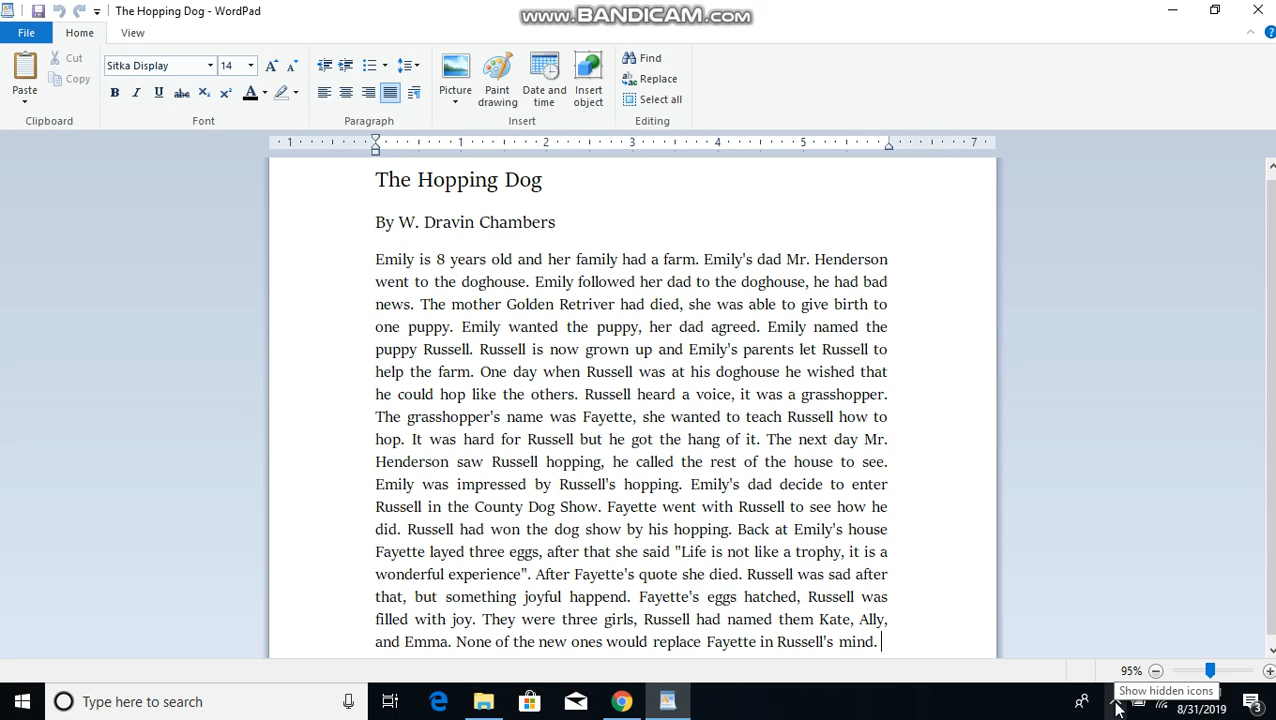 The Hopping Dog - WordPad
www.BANDICAM.com
File Home View
Cut
Copy
Paste
Sitka Display 14
Picture
Paint drawing
Date and time
Insert object
Find
Replace
Select all
Clipboard Font Paragraph Insert Editing
1 1 2 3 4 5 7
The Hopping Dog
By W. Dravin Chambers
Emily is 8 years old and her family had a farm. Emily's dad Mr. Henderson
went to the doghouse. Emily followed her dad to the doghouse, he had bad
news. The mother Golden Retriver had died, she was able to give birth to
one puppy. Emily wanted the puppy, her dad agreed. Emily named the
puppy Russell. Russell is now grown up and Emily's parents let Russell to
help the farm. One day when Russell was at his doghouse he wished that
he could hop like the others. Russell heard a voice, it was a grasshopper.
The grasshopper's name was Fayette, she wanted to teach Russell how to
hop. It was hard for Russell but he got the hang of it. The next day Mr.
Henderson saw Russell hopping, he called the rest of the house to see.
Emily was impressed by Russell's hopping. Emily's dad decide to enter
Russell in the County Dog Show. Fayette went with Russell to see how he
did. Russell had won the dog show by his hopping. Back at Emily's house
Fayette layed three eggs, after that she said "Life is not like a trophy, it is a
wonderful experience". After Fayette's quote she died. Russell was sad after
that, but something joyful happend. Fayette's eggs hatched, Russell was
filled with joy. They were three girls, Russell had named them Kate, Ally,
and Emma. None of the new ones would replace Fayette in Russell's mind.
95%
Show hidden icons
Type here to search
8/31/2019
3